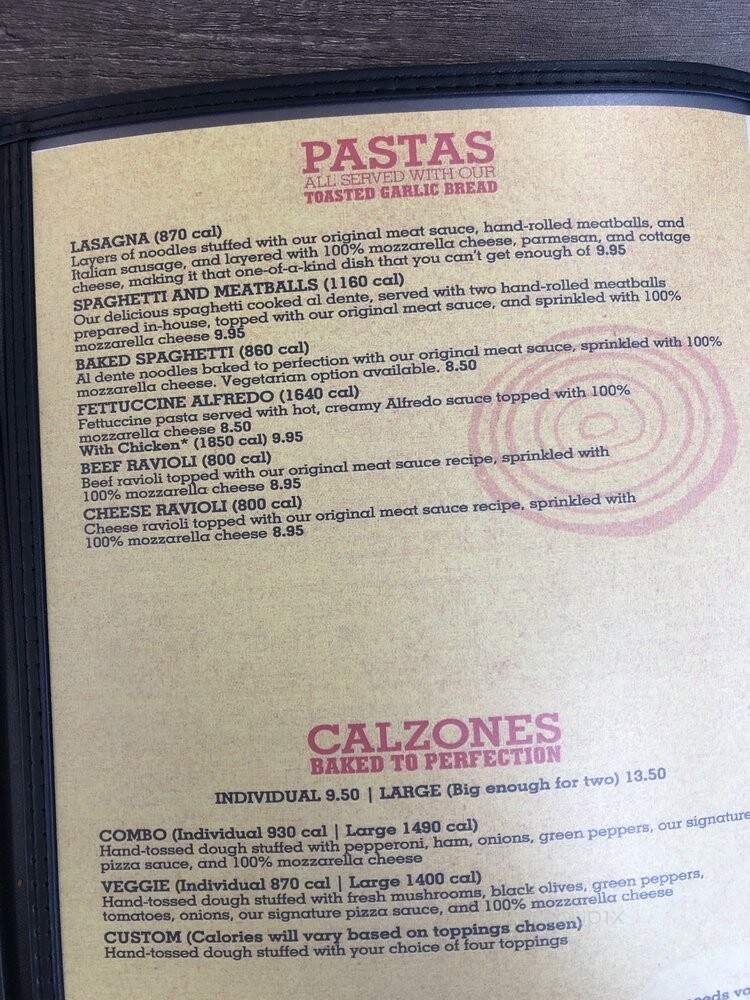 PASTAS
ALL SERVED WITH OUR
TOASTED GARLIC BREAD
LASAGNA (870 cal)
Layers of noodles stuffed with our original meat sauce, hand-rolled meatballs, and
Italian sausage, and layered with 100% mozzarella cheese, parmesan, and cottage
cheese, making it that one-of-a-kind dish that you can't get enough of 9.95
SPAGHETTI AND MEATBALLS (1160 cal)
Our delicious spaghetti cooked al dente, served with two hand-rolled meatballs
prepared in-house, topped with our original meat sauce, and sprinkled with 100%
mozzarella cheese 9.95
BAKED SPAGHETTI (860 cal)
Al dente noodles baked to perfection with our original meat sauce, sprinkled with 100%
mozzarella cheese. Vegetarian option available. 8.50
FETTUCCINE ALFREDO (1640 cal)
Fettuccine pasta served with hot, creamy Alfredo sauce topped with 100%
mozzarella cheese 8.50
With Chicken* (1850 cal) 9.95
BEEF RAVIOLI (800 cal)
Beef ravioli topped with our original meat sauce recipe, sprinkled with
100% mozzarella cheese 8.95
CHEESE RAVIOLI (800 cal)
Cheese ravioli topped with our original meat sauce recipe, sprinkled with
100% mozzarella cheese 8.95
CALZONES
BAKED TO PERFECTION
INDIVIDUAL 9.50 | LARGE (Big enough for two) 13.50
COMBO (Individual 930 cal | Large 1490 cal)
Hand-tossed dough stuffed with pepperoni, ham, onions, green peppers, our signature
pizza sauce, and 100% mozzarella cheese
VEGGIE (Individual 870 cal | Large 1400 cal)
Hand-tossed dough stuffed with fresh mushrooms, black olives, green peppers,
tomatoes, onions, our signature pizza sauce, and 100% mozzarella cheese
CUSTOM (Calories will vary based on toppings chosen)
Hand-tossed dough stuffed with your choice of four toppings